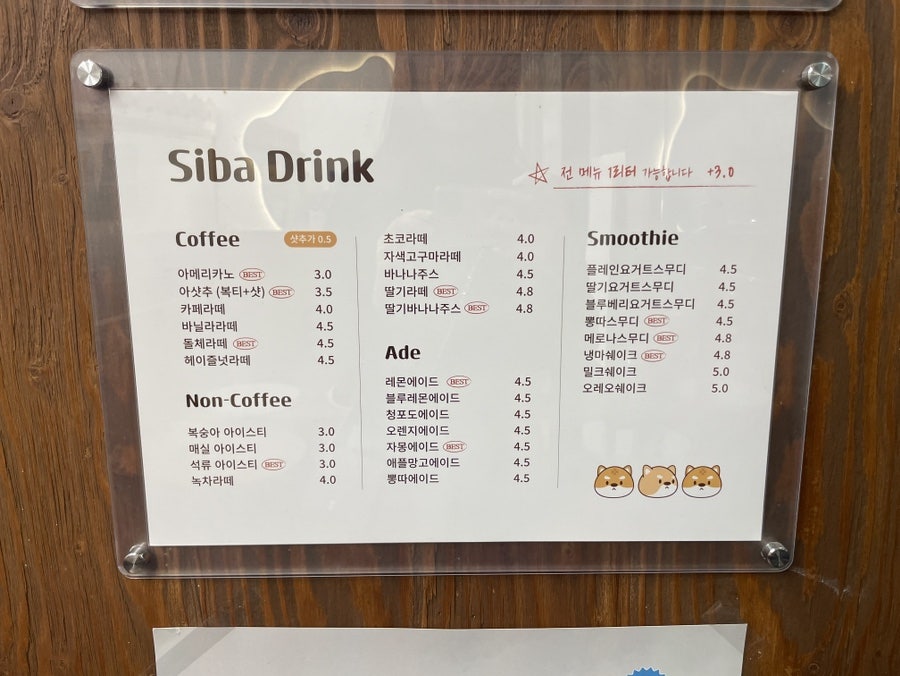 Siba Drink
☆ 전 메뉴 1리터 가능합니다 +3.0
Coffee 샷추가 0.5
아메리카노 BEST 3.0
아샷추 (복티+샷) BEST 3.5
카페라떼 4.0
바닐라라떼 4.5
돌체라떼 BEST 4.5
헤이즐넛라떼 4.5
Non-Coffee
복숭아 아이스티 3.0
매실 아이스티 3.0
석류 아이스티 BEST 3.0
녹차라떼 4.0
초코라떼 4.0
자색고구마라떼 4.0
바나나주스 4.5
딸기라떼 BEST 4.8
딸기바나나주스 BEST 4.8
Ade
레몬에이드 BEST 4.5
블루레몬에이드 4.5
청포도에이드 4.5
오렌지에이드 4.5
자몽에이드 BEST 4.5
애플망고에이드 4.5
뽕따에이드 4.5
Smoothie
플레인요거트스무디 4.5
딸기요거트스무디 4.5
블루베리요거트스무디 4.5
뽕따스무디 BEST 4.5
메로나스무디 BEST 4.8
냉마쉐이크 BEST 4.8
밀크쉐이크 5.0
오레오쉐이크 5.0